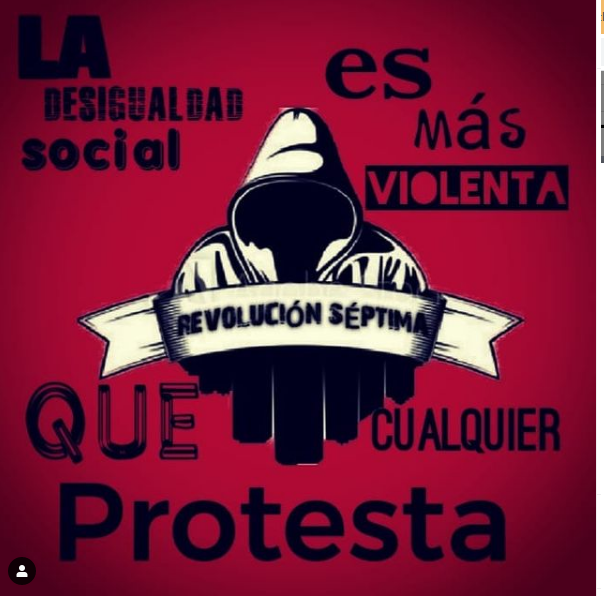 LA
DESIGUALDAD
social
es
más
VIOLENTA
REVOLUCIÓN SÉPTIMA
QUE
CUALQUIER
Protesta